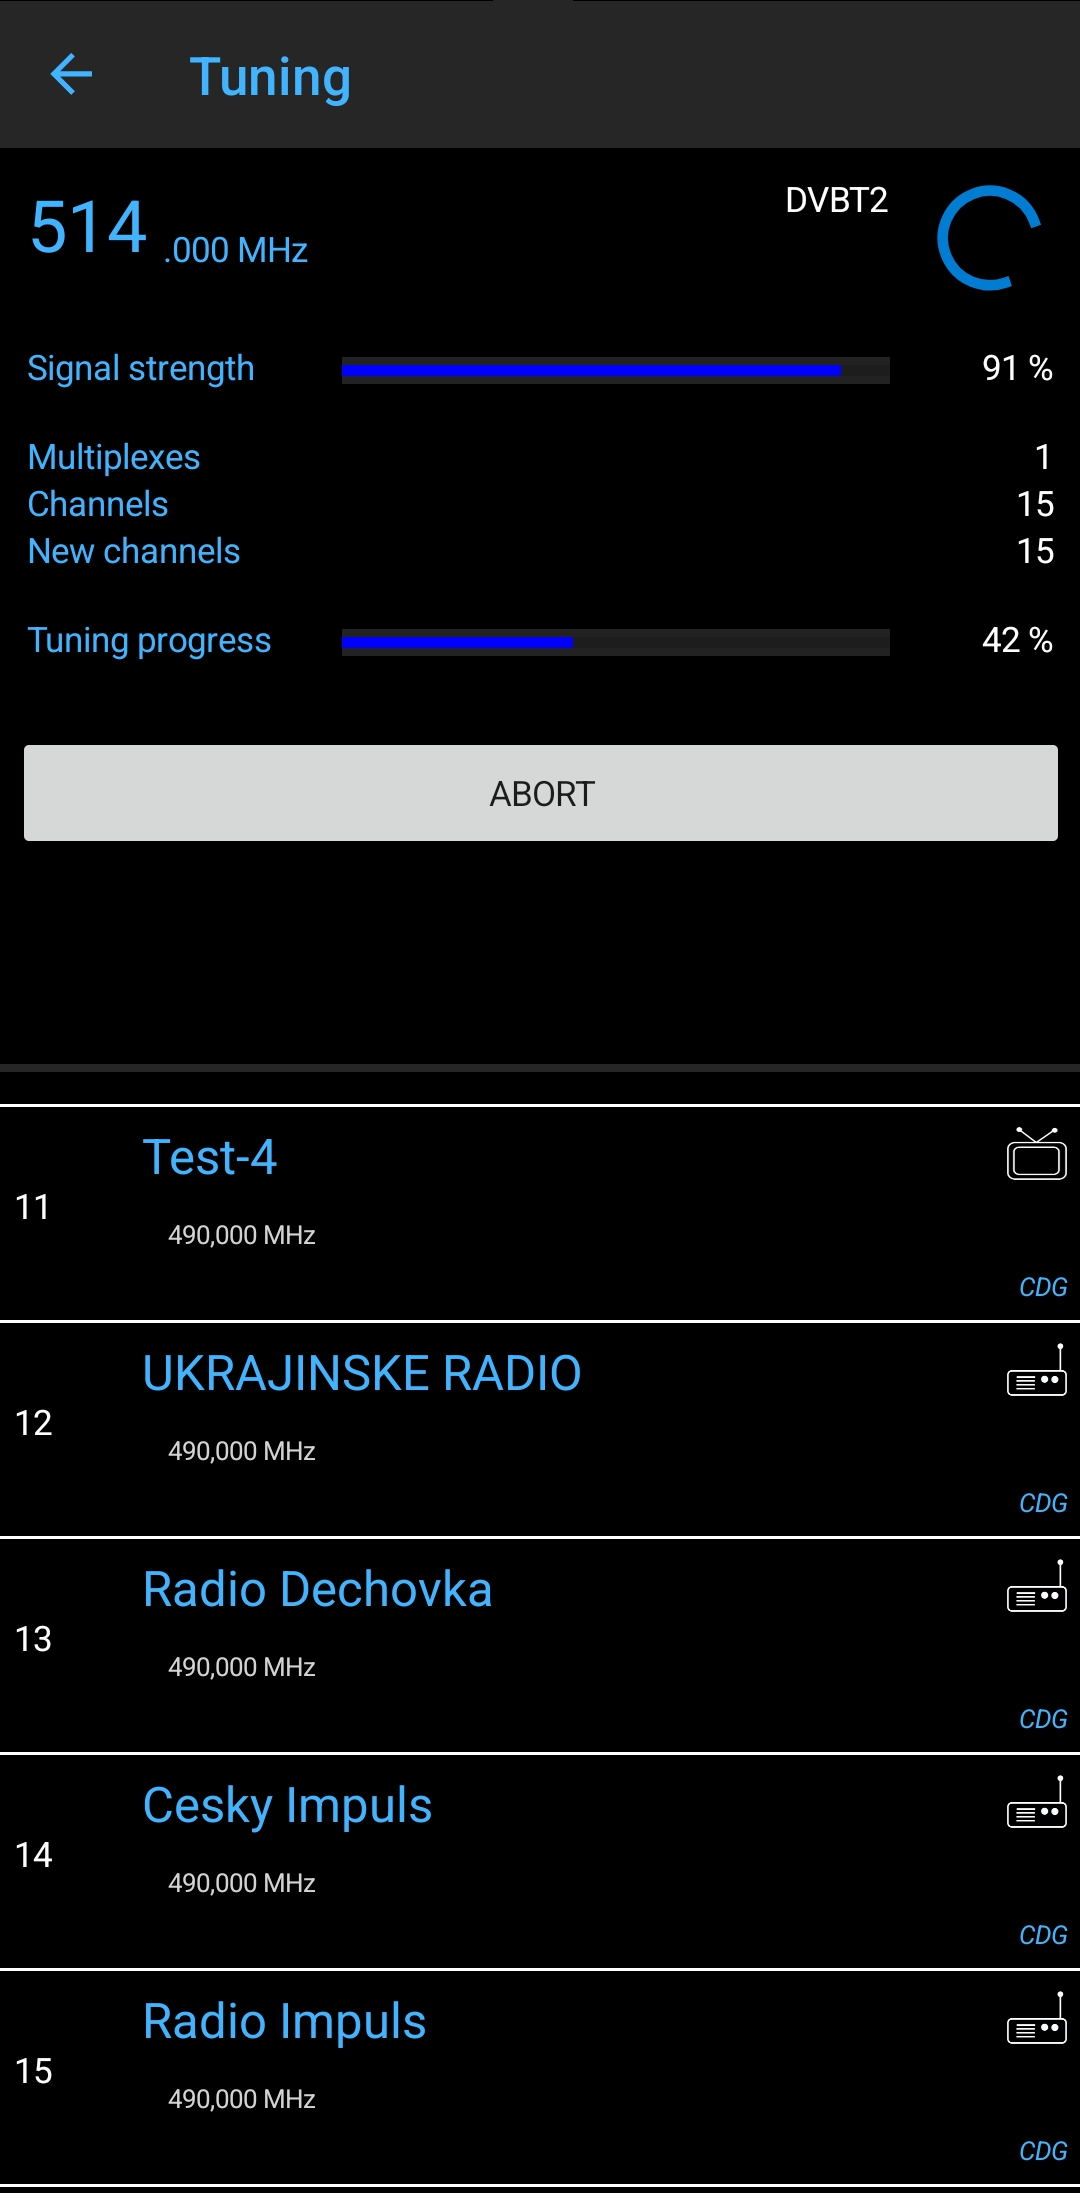 Tuning
514 .000 MHz
DVBT2
Signal strength 91 %
Multiplexes 1
Channels 15
New channels 15
Tuning progress 42 %
ABORT
Test-4
11
490,000 MHz
CDG
UKRAJINSKE RADIO
12
490,000 MHz
CDG
Radio Dechovka
13
490,000 MHz
CDG
Cesky Impuls
14
490,000 MHz
CDG
Radio Impuls
15
490,000 MHz
CDG